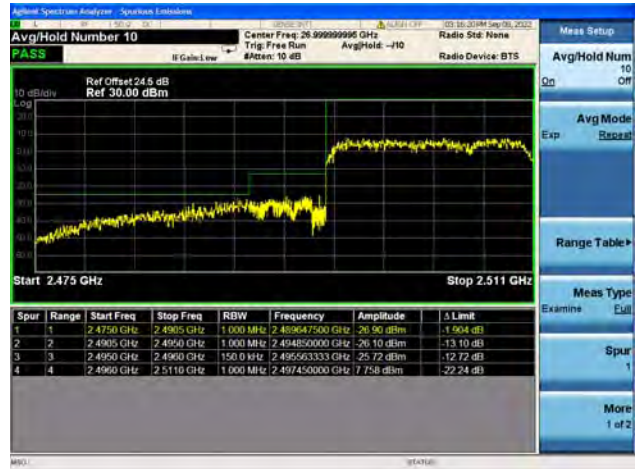 Agilent Spectrum Analyzer - Spurious Emissions
Avg/Hold Number 10
PASS
IFGain:Low
Center Freq: 26.999999995 GHz
Trig: Free Run
Avg|Hold: --/10
#Atten: 10 dB
03:16:20 PM Sep 09, 2022
Radio Std: None
Radio Device: BTS
Ref Offset 24.5 dB
10 dB/div Ref 30.00 dBm
Log
Start 2.475 GHz Stop 2.511 GHz
Spur Range Start Freq Stop Freq RBW Frequency Amplitude Δ Limit
1 1 2.4750 GHz 2.4905 GHz 1.000 MHz 2.489647500 GHz -26.90 dBm -1.904 dB
2 2 2.4905 GHz 2.4950 GHz 1.000 MHz 2.494850000 GHz -26.10 dBm -13.10 dB
3 3 2.4950 GHz 2.4960 GHz 150.0 kHz 2.495563333 GHz -25.72 dBm -12.72 dB
4 4 2.4960 GHz 2.5110 GHz 1.000 MHz 2.497450000 GHz 7.758 dBm -22.24 dB
Meas Setup
Avg/Hold Num
10
On Off
Avg Mode
Exp Repeat
Range Table
Meas Type
Examine Full
Spur
1
More
1 of 2
MSG
STATUS